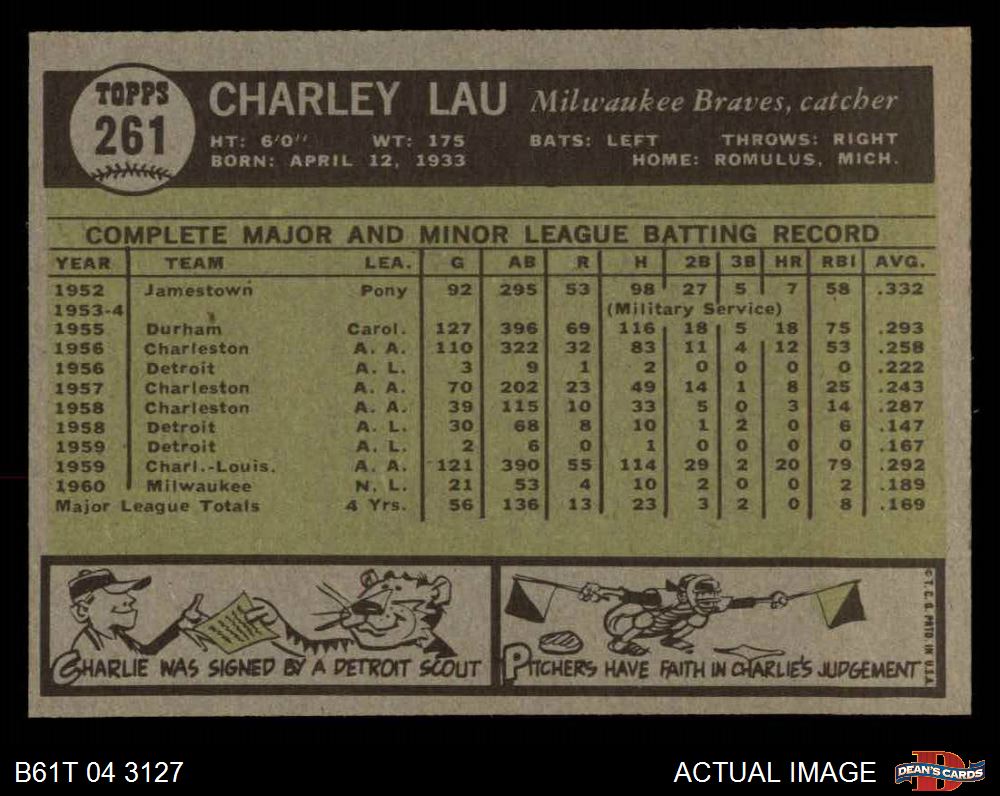 TOPPS
261
CHARLEY LAU Milwaukee Braves, catcher
HT: 6'0" WT: 175 BATS: LEFT THROWS: RIGHT
BORN: APRIL 12, 1933 HOME: ROMULUS, MICH.
COMPLETE MAJOR AND MINOR LEAGUE BATTING RECORD
YEAR TEAM LEA. G AB R H 2B 3B HR RBI AVG.
1952 Jamestown Pony 92 295 53 98 27 5 7 58 .332
1953-4 (Military Service)
1955 Durham Carol. 127 396 69 116 18 5 18 75 .293
1956 Charleston A. A. 110 322 32 83 11 4 12 53 .258
1956 Detroit A. L. 3 9 1 2 0 0 0 0 .222
1957 Charleston A. A. 70 202 23 49 14 1 8 25 .243
1958 Charleston A. A. 39 115 10 33 5 0 3 14 .287
1958 Detroit A. L. 30 68 8 10 1 2 0 6 .147
1959 Detroit A. L. 2 6 0 1 0 0 0 0 .167
1959 Charl.-Louis. A. A. 121 390 55 114 29 2 20 79 .292
1960 Milwaukee N. L. 21 53 4 10 2 0 0 2 .189
Major League Totals 4 Yrs. 56 136 13 23 3 2 0 8 .169
CHARLIE WAS SIGNED BY A DETROIT SCOUT
PITCHERS HAVE FAITH IN CHARLIE'S JUDGEMENT
© T. C. G. PRTD. IN U.S.A.
B61T 04 3127
ACTUAL IMAGE
DEAN'S CARDS